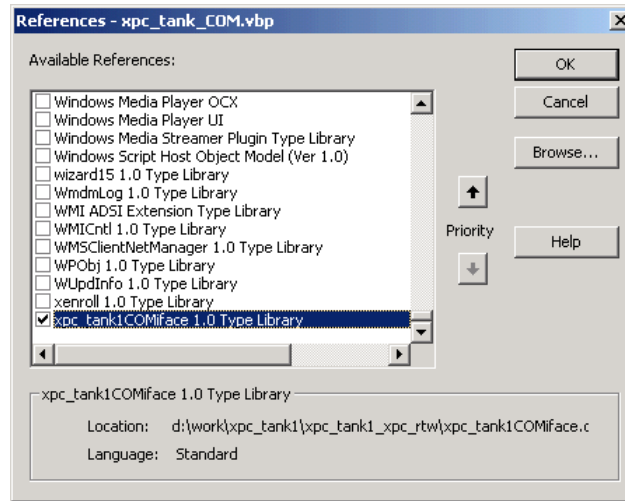 References - xpc_tank_COM.vbp
Available References:
Windows Media Player OCX
Windows Media Player UI
Windows Media Streamer Plugin Type Library
Windows Script Host Object Model (Ver 1.0)
wizard15 1.0 Type Library
WmdmLog 1.0 Type Library
WMI ADSI Extension Type Library
WMICntl 1.0 Type Library
WMSClientNetManager 1.0 Type Library
WPObj 1.0 Type Library
WUpdInfo 1.0 Type Library
xenroll 1.0 Type Library
xpc_tank1COMiface 1.0 Type Library
OK
Cancel
Browse...
Priority
Help
xpc_tank1COMiface 1.0 Type Library
Location: d:\work\xpc_tank1\xpc_tank1_xpc_rtw\xpc_tank1COMiface.c
Language: Standard